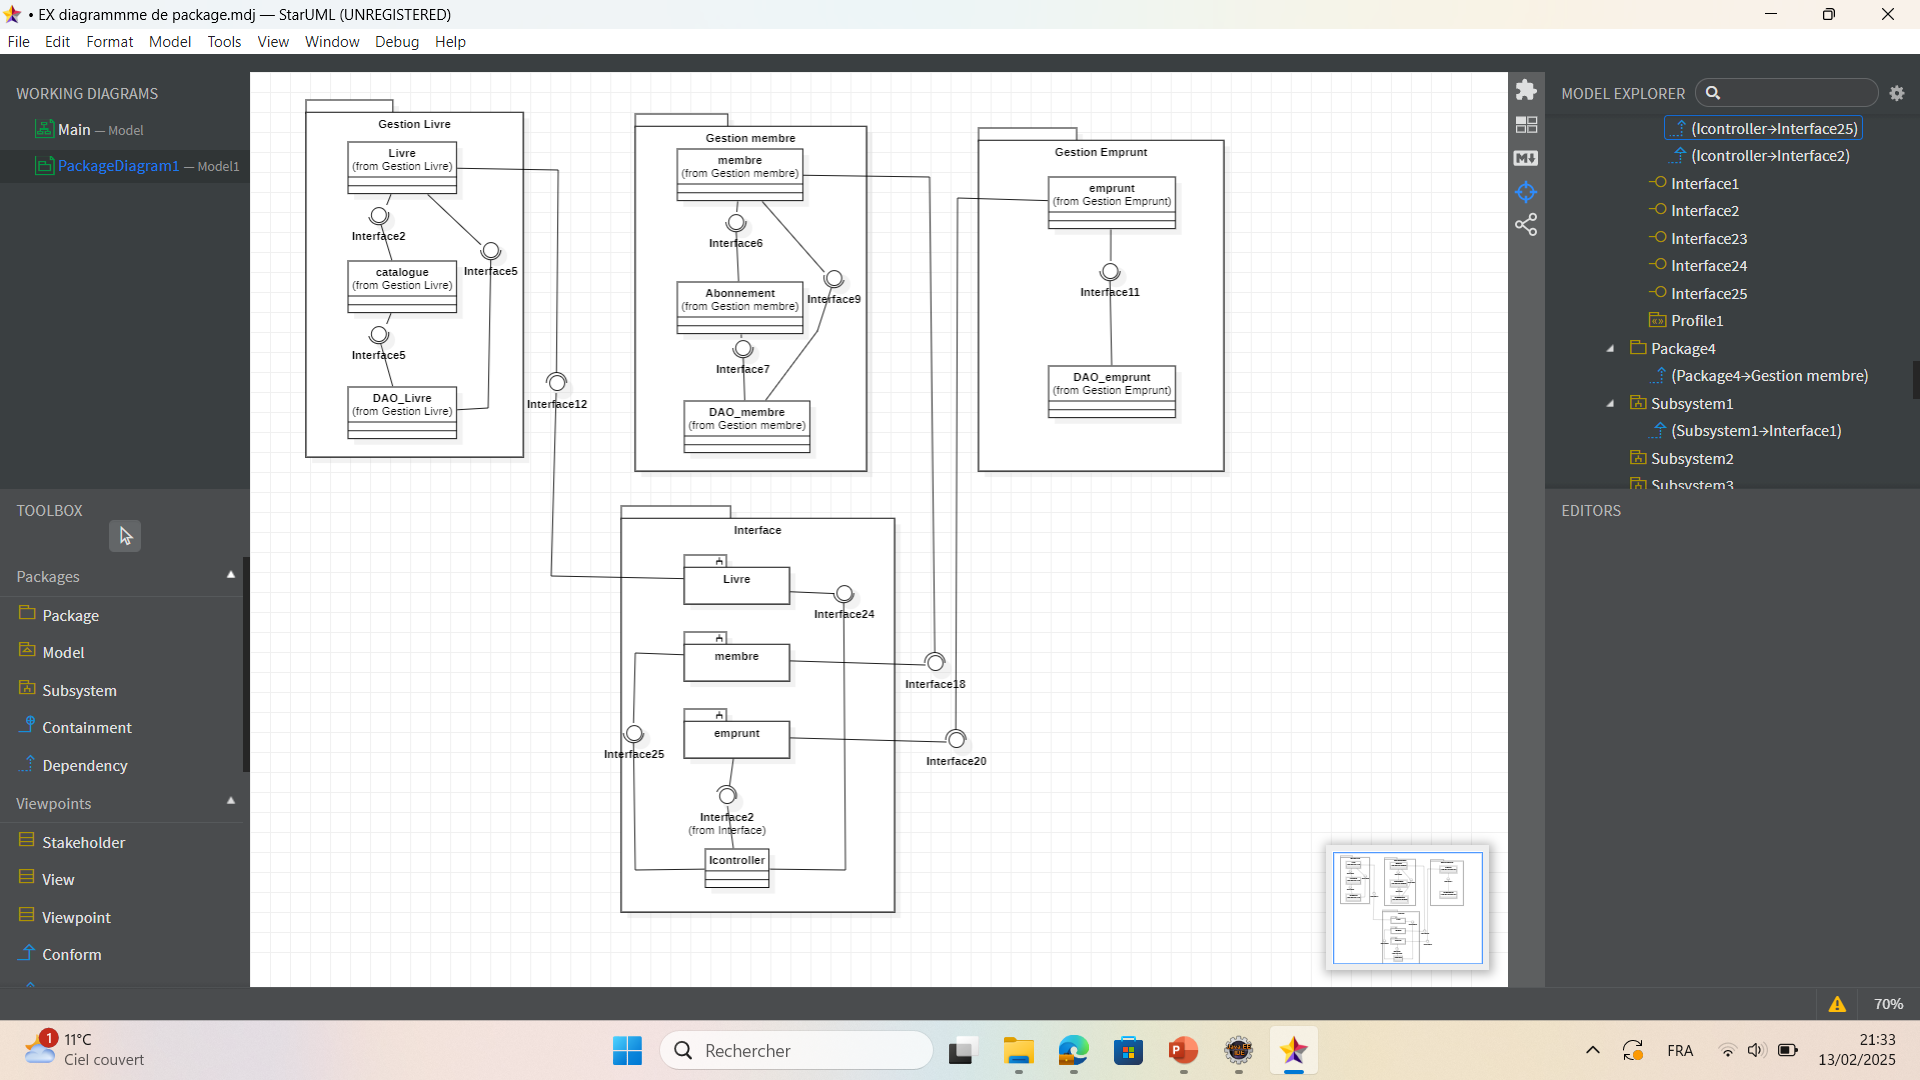 • EX diagrammme de package.mdj — StarUML (UNREGISTERED)
File Edit Format Model Tools View Window Debug Help
WORKING DIAGRAMS
Main — Model
PackageDiagram1 — Model1
TOOLBOX
Packages
Package
Model
Subsystem
Containment
Dependency
Viewpoints
Stakeholder
View
Viewpoint
Conform
Gestion Livre
Livre
(from Gestion Livre)
Interface2
Interface5
catalogue
(from Gestion Livre)
Interface5
DAO_Livre
(from Gestion Livre)
Interface12
Gestion membre
membre
(from Gestion membre)
Interface6
Interface9
Abonnement
(from Gestion membre)
Interface7
DAO_membre
(from Gestion membre)
Gestion Emprunt
emprunt
(from Gestion Emprunt)
Interface11
DAO_emprunt
(from Gestion Emprunt)
Interface
Livre
Interface24
membre
Interface18
emprunt
Interface25
Interface20
Interface2
(from Interface)
Icontroller
MODEL EXPLORER
(Icontroller→Interface25)
(Icontroller→Interface2)
Interface1
Interface2
Interface23
Interface24
Interface25
Profile1
Package4
(Package4→Gestion membre)
Subsystem1
(Subsystem1→Interface1)
Subsystem2
Subsystem3
EDITORS
70%
1
11°C
Ciel couvert
Rechercher
FRA
21:33
13/02/2025